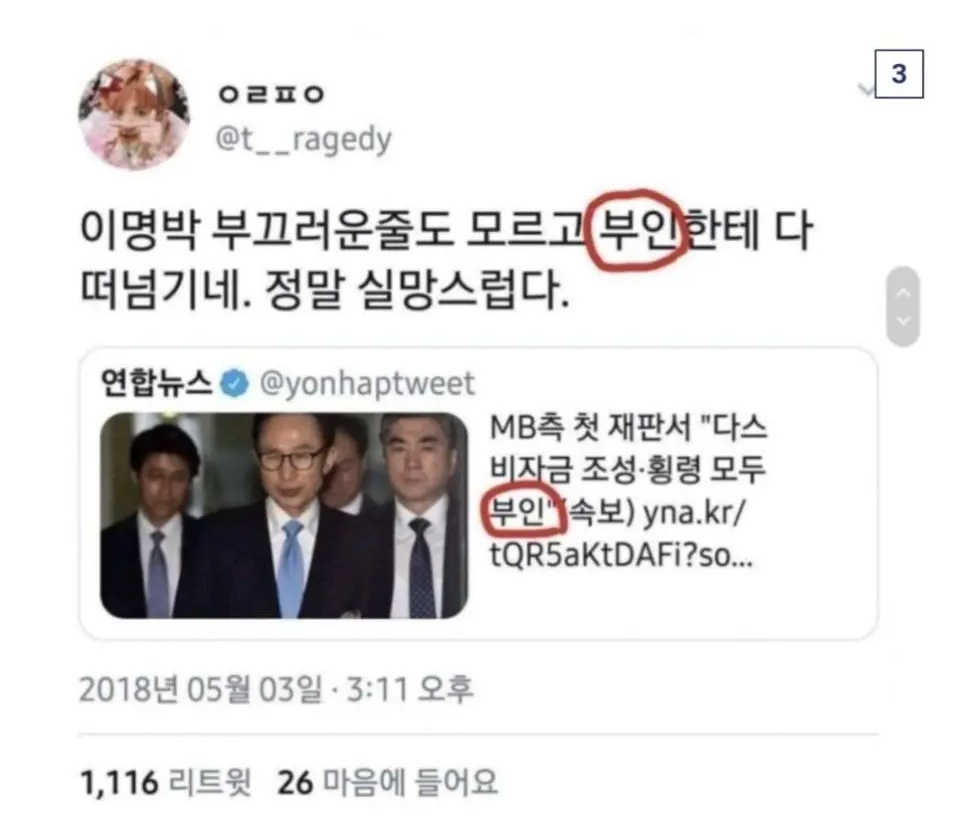 3
ㅇㄹㅍㅇ
@t__ragedy
이명박 부끄러운줄도 모르고 부인한테 다
떠넘기네. 정말 실망스럽다.
연합뉴스 @yonhaptweet
MB측 첫 재판서 "다스
비자금 조성·횡령 모두
부인"(속보) yna.kr/
tQR5aKtDAFi?so...
2018년 05월 03일 · 3:11 오후
1,116 리트윗 26 마음에 들어요